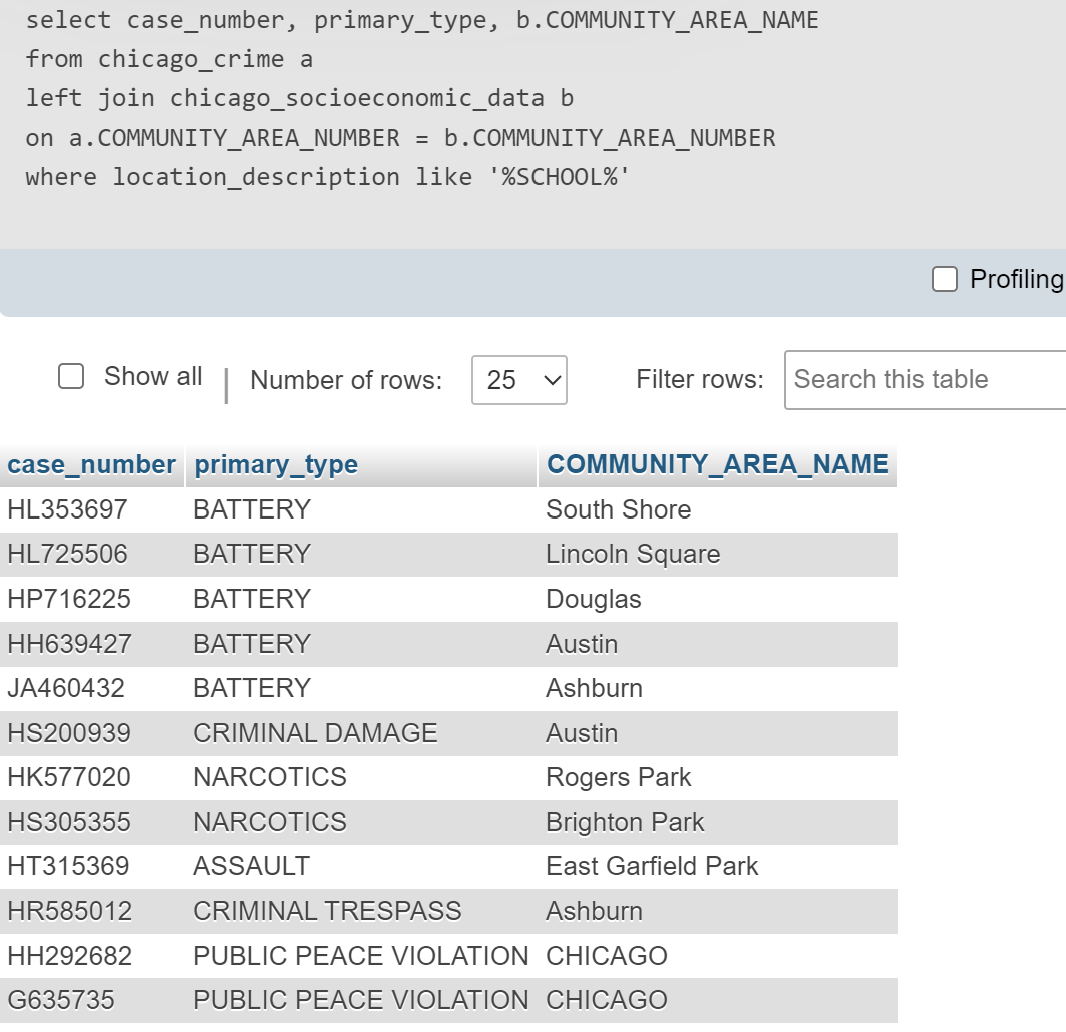 select case_number, primary_type, b.COMMUNITY_AREA_NAME
from chicago_crime a
left join chicago_socioeconomic_data b
on a.COMMUNITY_AREA_NUMBER = b.COMMUNITY_AREA_NUMBER
where location_description like '%SCHOOL%'
Profiling
Show all | Number of rows: 25 Filter rows: Search this table
case_number primary_type COMMUNITY_AREA_NAME
HL353697 BATTERY South Shore
HL725506 BATTERY Lincoln Square
HP716225 BATTERY Douglas
HH639427 BATTERY Austin
JA460432 BATTERY Ashburn
HS200939 CRIMINAL DAMAGE Austin
HK577020 NARCOTICS Rogers Park
HS305355 NARCOTICS Brighton Park
HT315369 ASSAULT East Garfield Park
HR585012 CRIMINAL TRESPASS Ashburn
HH292682 PUBLIC PEACE VIOLATION CHICAGO
G635735 PUBLIC PEACE VIOLATION CHICAGO